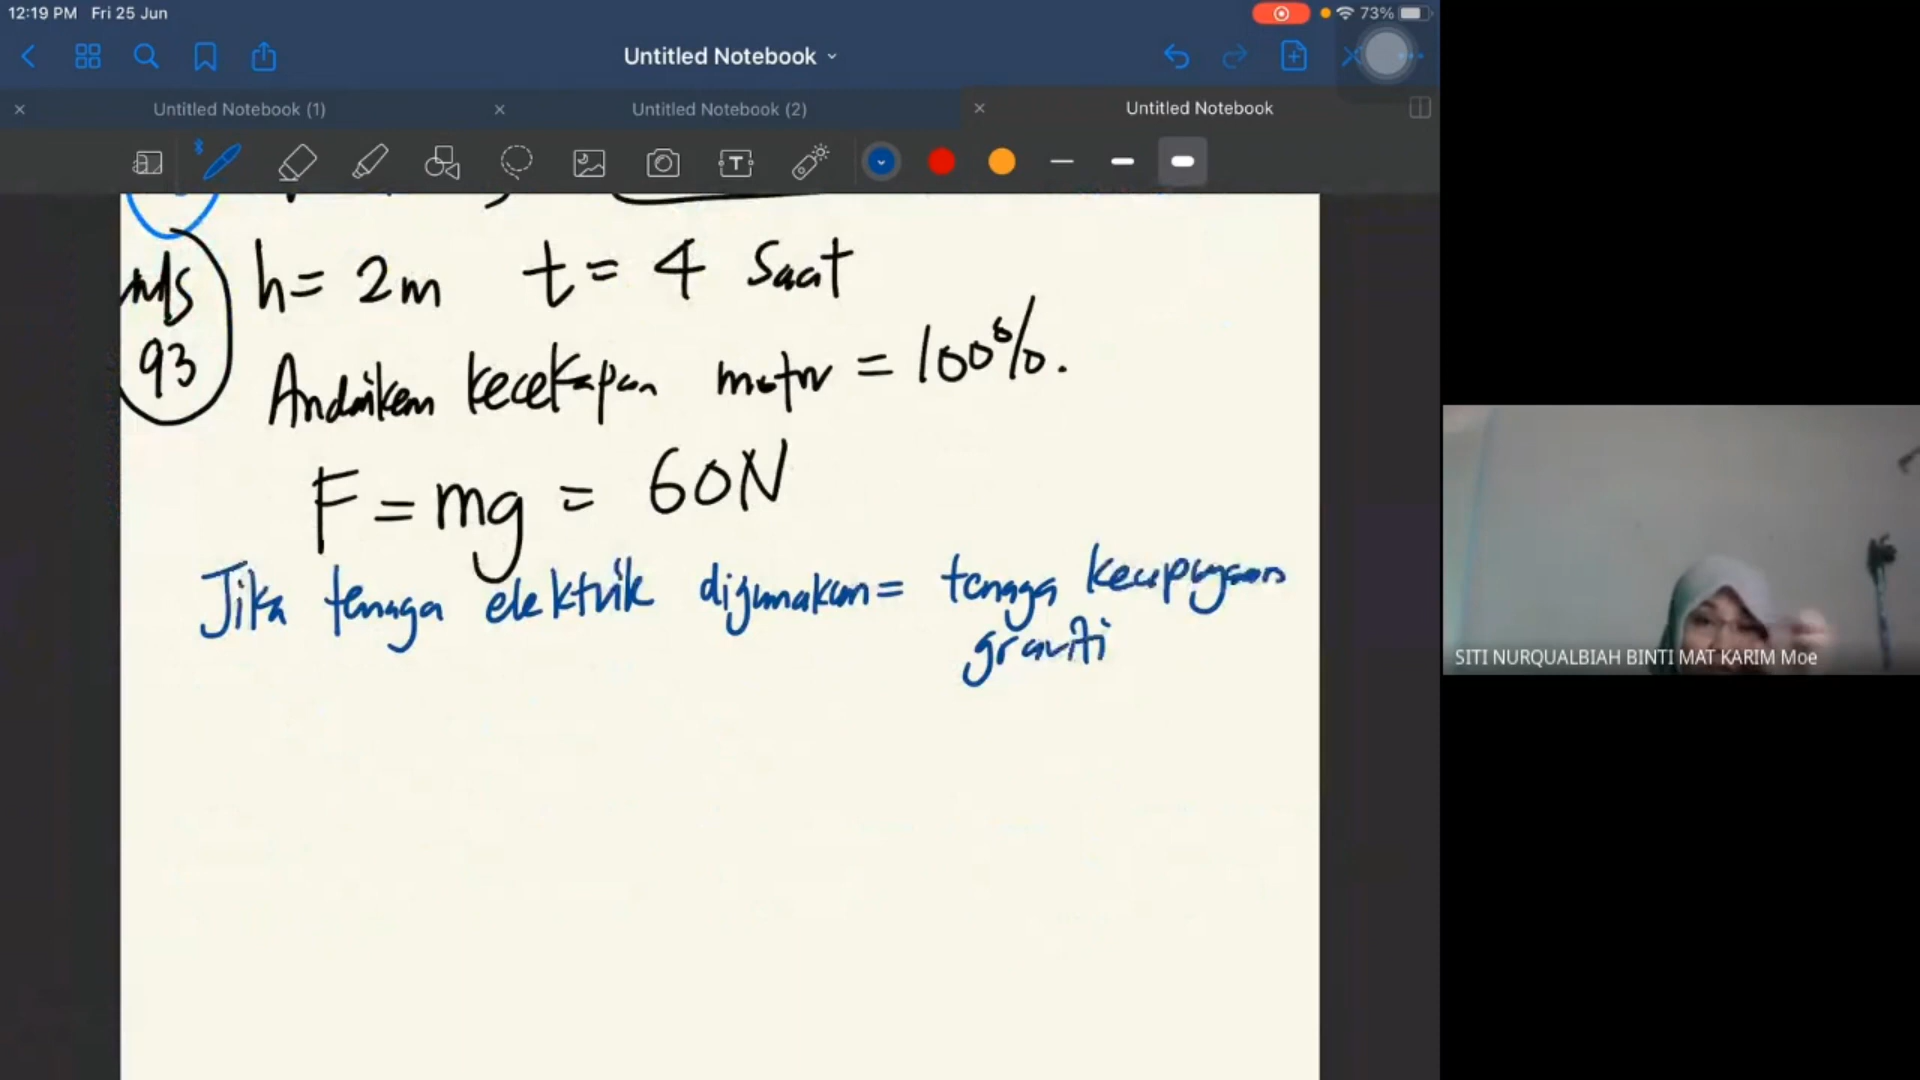 12:19 PM Fri 25 Jun
73%
Untitled Notebook
Untitled Notebook (1)
Untitled Notebook (2)
Untitled Notebook
T
m/s 93
h= 2m t= 4 Saat
Andaikan kecekapan motor = 100%.
F = mg = 60N
Jika tenaga elektrik digunakan = tenaga keupayaan
graviti
SITI NURQUALBIAH BINTI MAT KARIM Moe